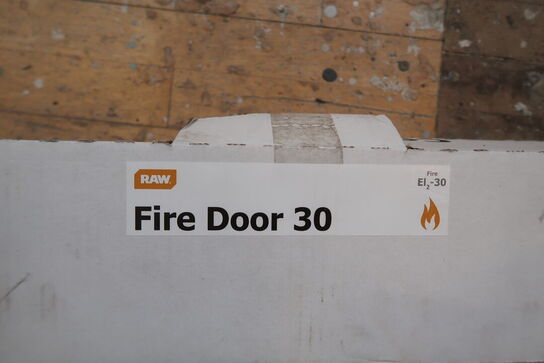 RAW
Fire
EI₂-30
Fire Door 30